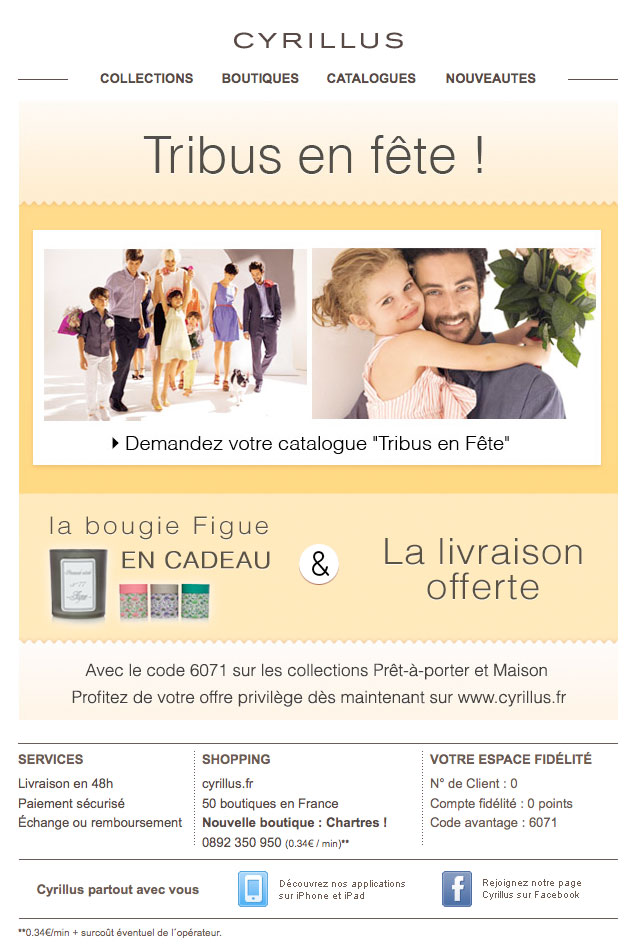 CYRILLUS
COLLECTIONS BOUTIQUES CATALOGUES NOUVEAUTES
Tribus en fête !
Demandez votre catalogue "Tribus en Fête"
la bougie Figue
EN CADEAU
&
La livraison
offerte
Avec le code 6071 sur les collections Prêt-à-porter et Maison
Profitez de votre offre privilège dès maintenant sur www.cyrillus.fr
SERVICES
Livraison en 48h
Paiement sécurisé
Échange ou remboursement
SHOPPING
cyrillus.fr
50 boutiques en France
Nouvelle boutique : Chartres !
0892 350 950 (0.34€ / min)**
VOTRE ESPACE FIDÉLITÉ
N° de Client : 0
Compte fidélité : 0 points
Code avantage : 6071
Cyrillus partout avec vous
Découvrez nos applications
sur iPhone et iPad
f
Rejoignez notre page
Cyrillus sur Facebook
**0.34€/min + surcoût éventuel de l´opérateur.